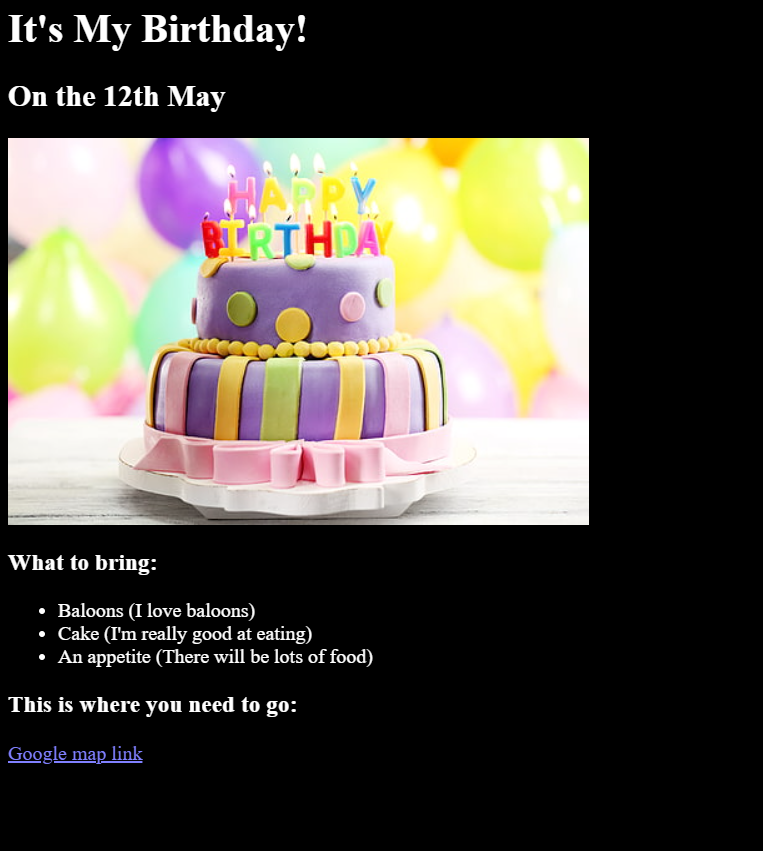 It's My Birthday!
On the 12th May
HAPPY
BIRTHDAY
What to bring:
Baloons (I love baloons)
Cake (I'm really good at eating)
An appetite (There will be lots of food)
This is where you need to go:
Google map link